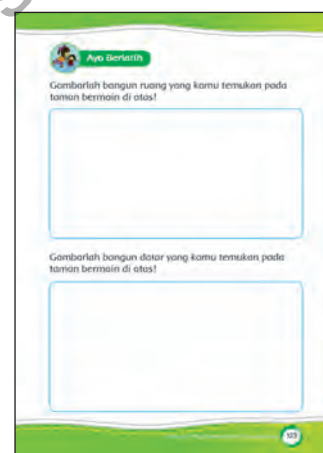 Ayo Berlatih
Gambarlah bangun ruang yang kamu temukan pada
taman bermain di atas!
Gambarlah bangun datar yang kamu temukan pada
taman bermain di atas!